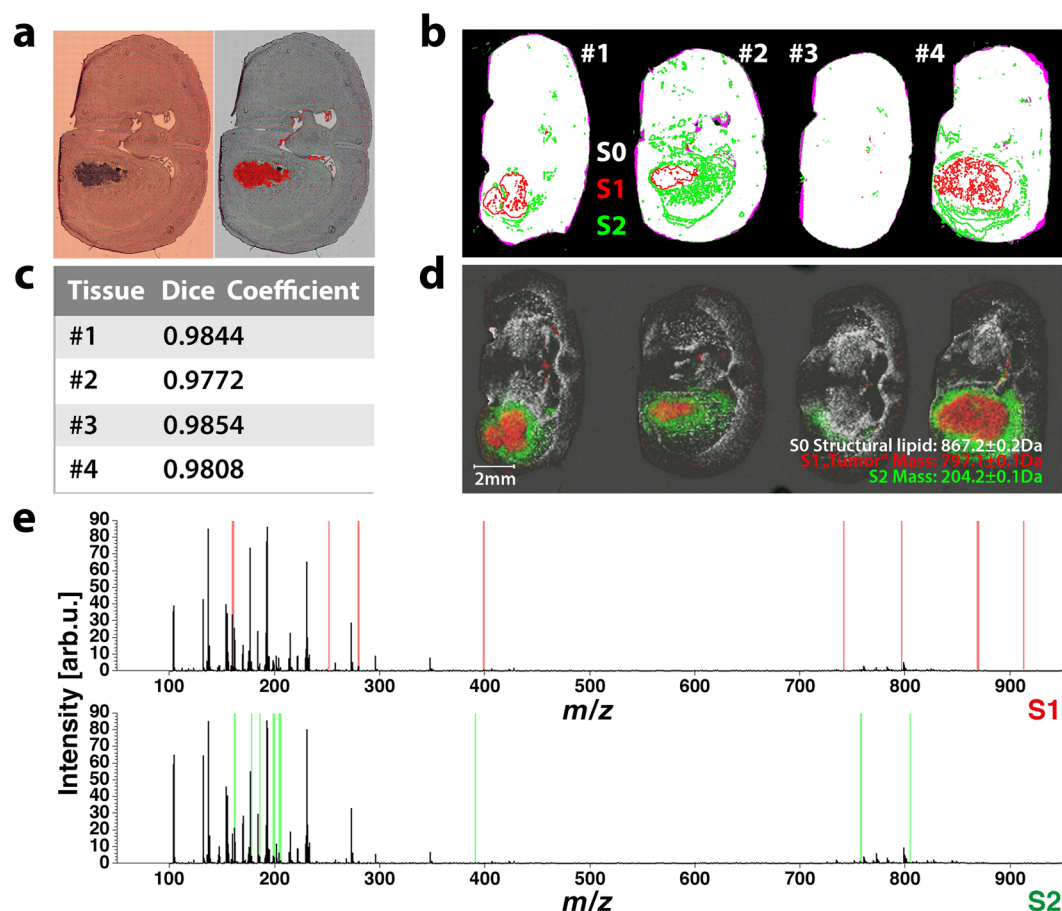 a
b
#1 #2 #3 #4
S0
S1
S2
c
Tissue Dice Coefficient
#1 0.9844
#2 0.9772
#3 0.9854
#4 0.9808
d
2mm
S0 Structural lipid: 867.2±0.2Da
S1 „Tumor“ Mass: 797.1±0.1Da
S2 Mass: 204.2±0.1Da
e
Intensity [arb.u.]
90
80
70
60
50
40
30
20
10
0
100 200 300 400 500 600 700 800 900
m/z
S1
90
80
70
60
50
40
30
20
10
0
100 200 300 400 500 600 700 800 900
m/z
S2